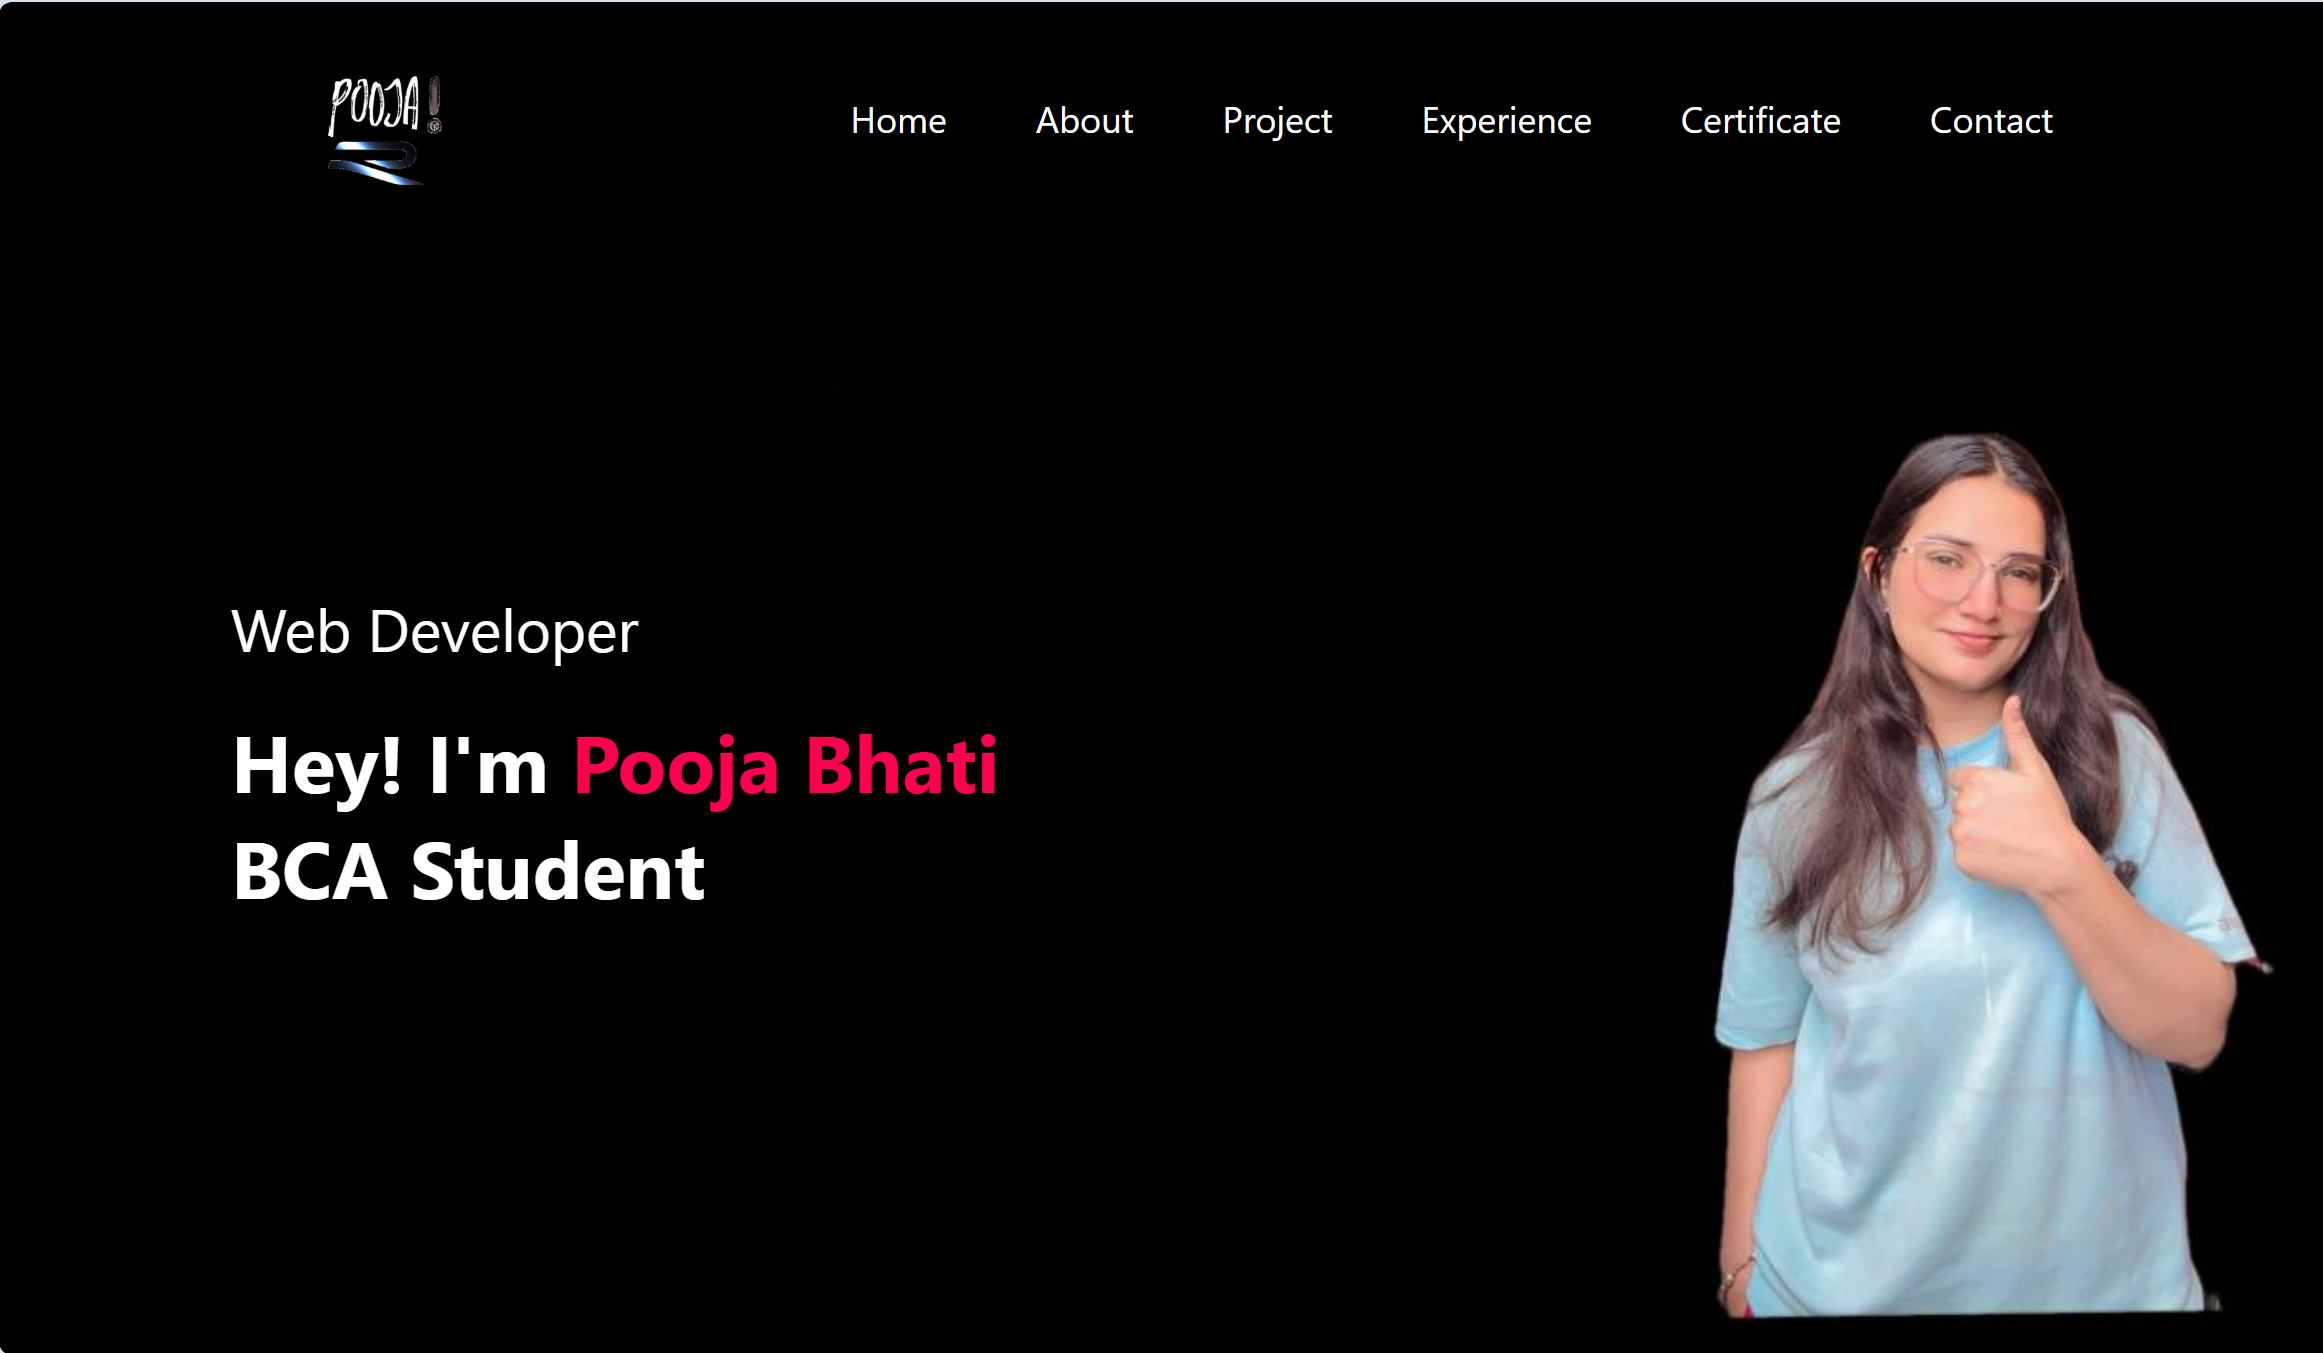 POOJA!
Home About Project Experience Certificate Contact
Web Developer
Hey! I'm Pooja Bhati
BCA Student